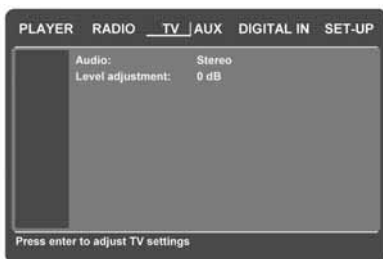 PLAYER RADIO TV AUX DIGITAL IN SET-UP
Audio: Stereo
Level adjustment: 0 dB
Press enter to adjust TV settings